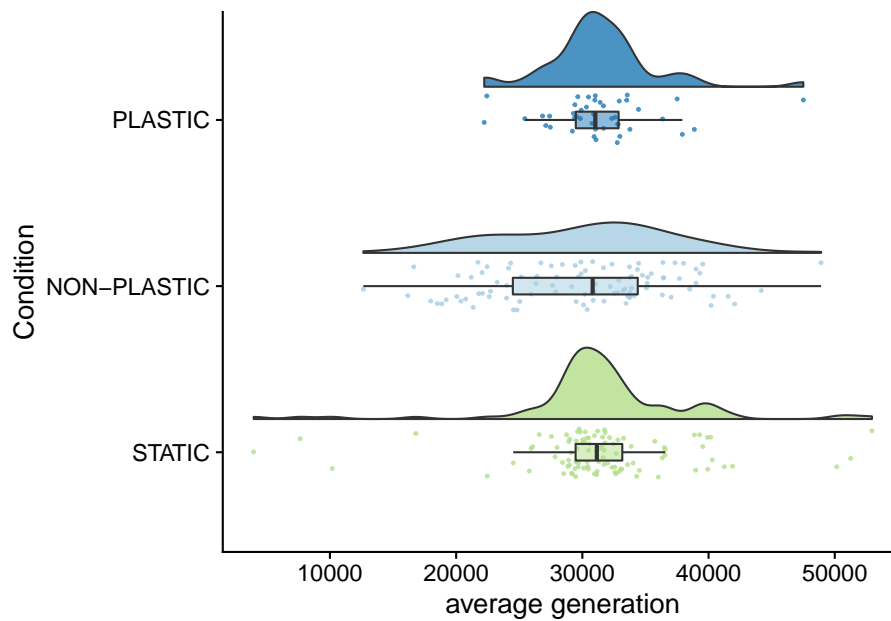 Condition
PLASTIC
NON−PLASTIC
STATIC
10000 20000 30000 40000 50000
average generation